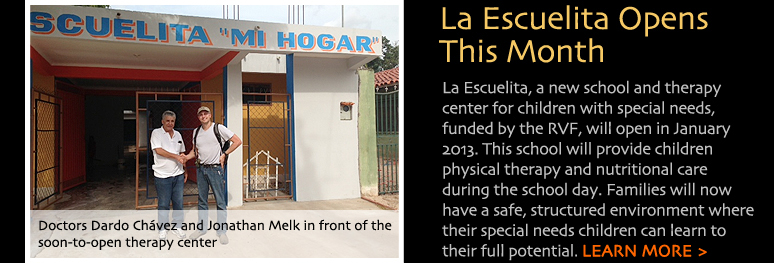 SCUELITA "MI HOGAR"
Doctors Dardo Chávez and Jonathan Melk in front of the
soon-to-open therapy center
La Escuelita Opens
This Month
La Escuelita, a new school and therapy
center for children with special needs,
funded by the RVF, will open in January
2013. This school will provide children
physical therapy and nutritional care
during the school day. Families will now
have a safe, structured environment where
their special needs children can learn to
their full potential. LEARN MORE >